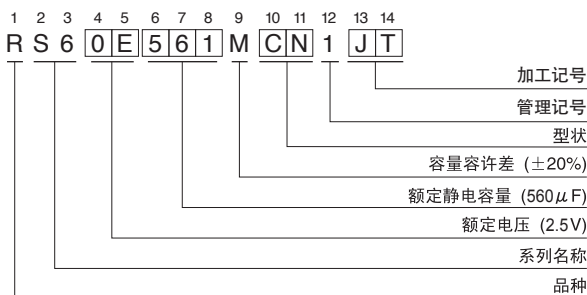 1 2 3 4 5 6 7 8 9 10 11 12 13 14
R S 6 0 E 5 6 1 M C N 1 J T
加工记号
管理记号
型状
容量容许差 (±20%)
额定静电容量 (560μF)
额定电压 (2.5V)
系列名称
品种